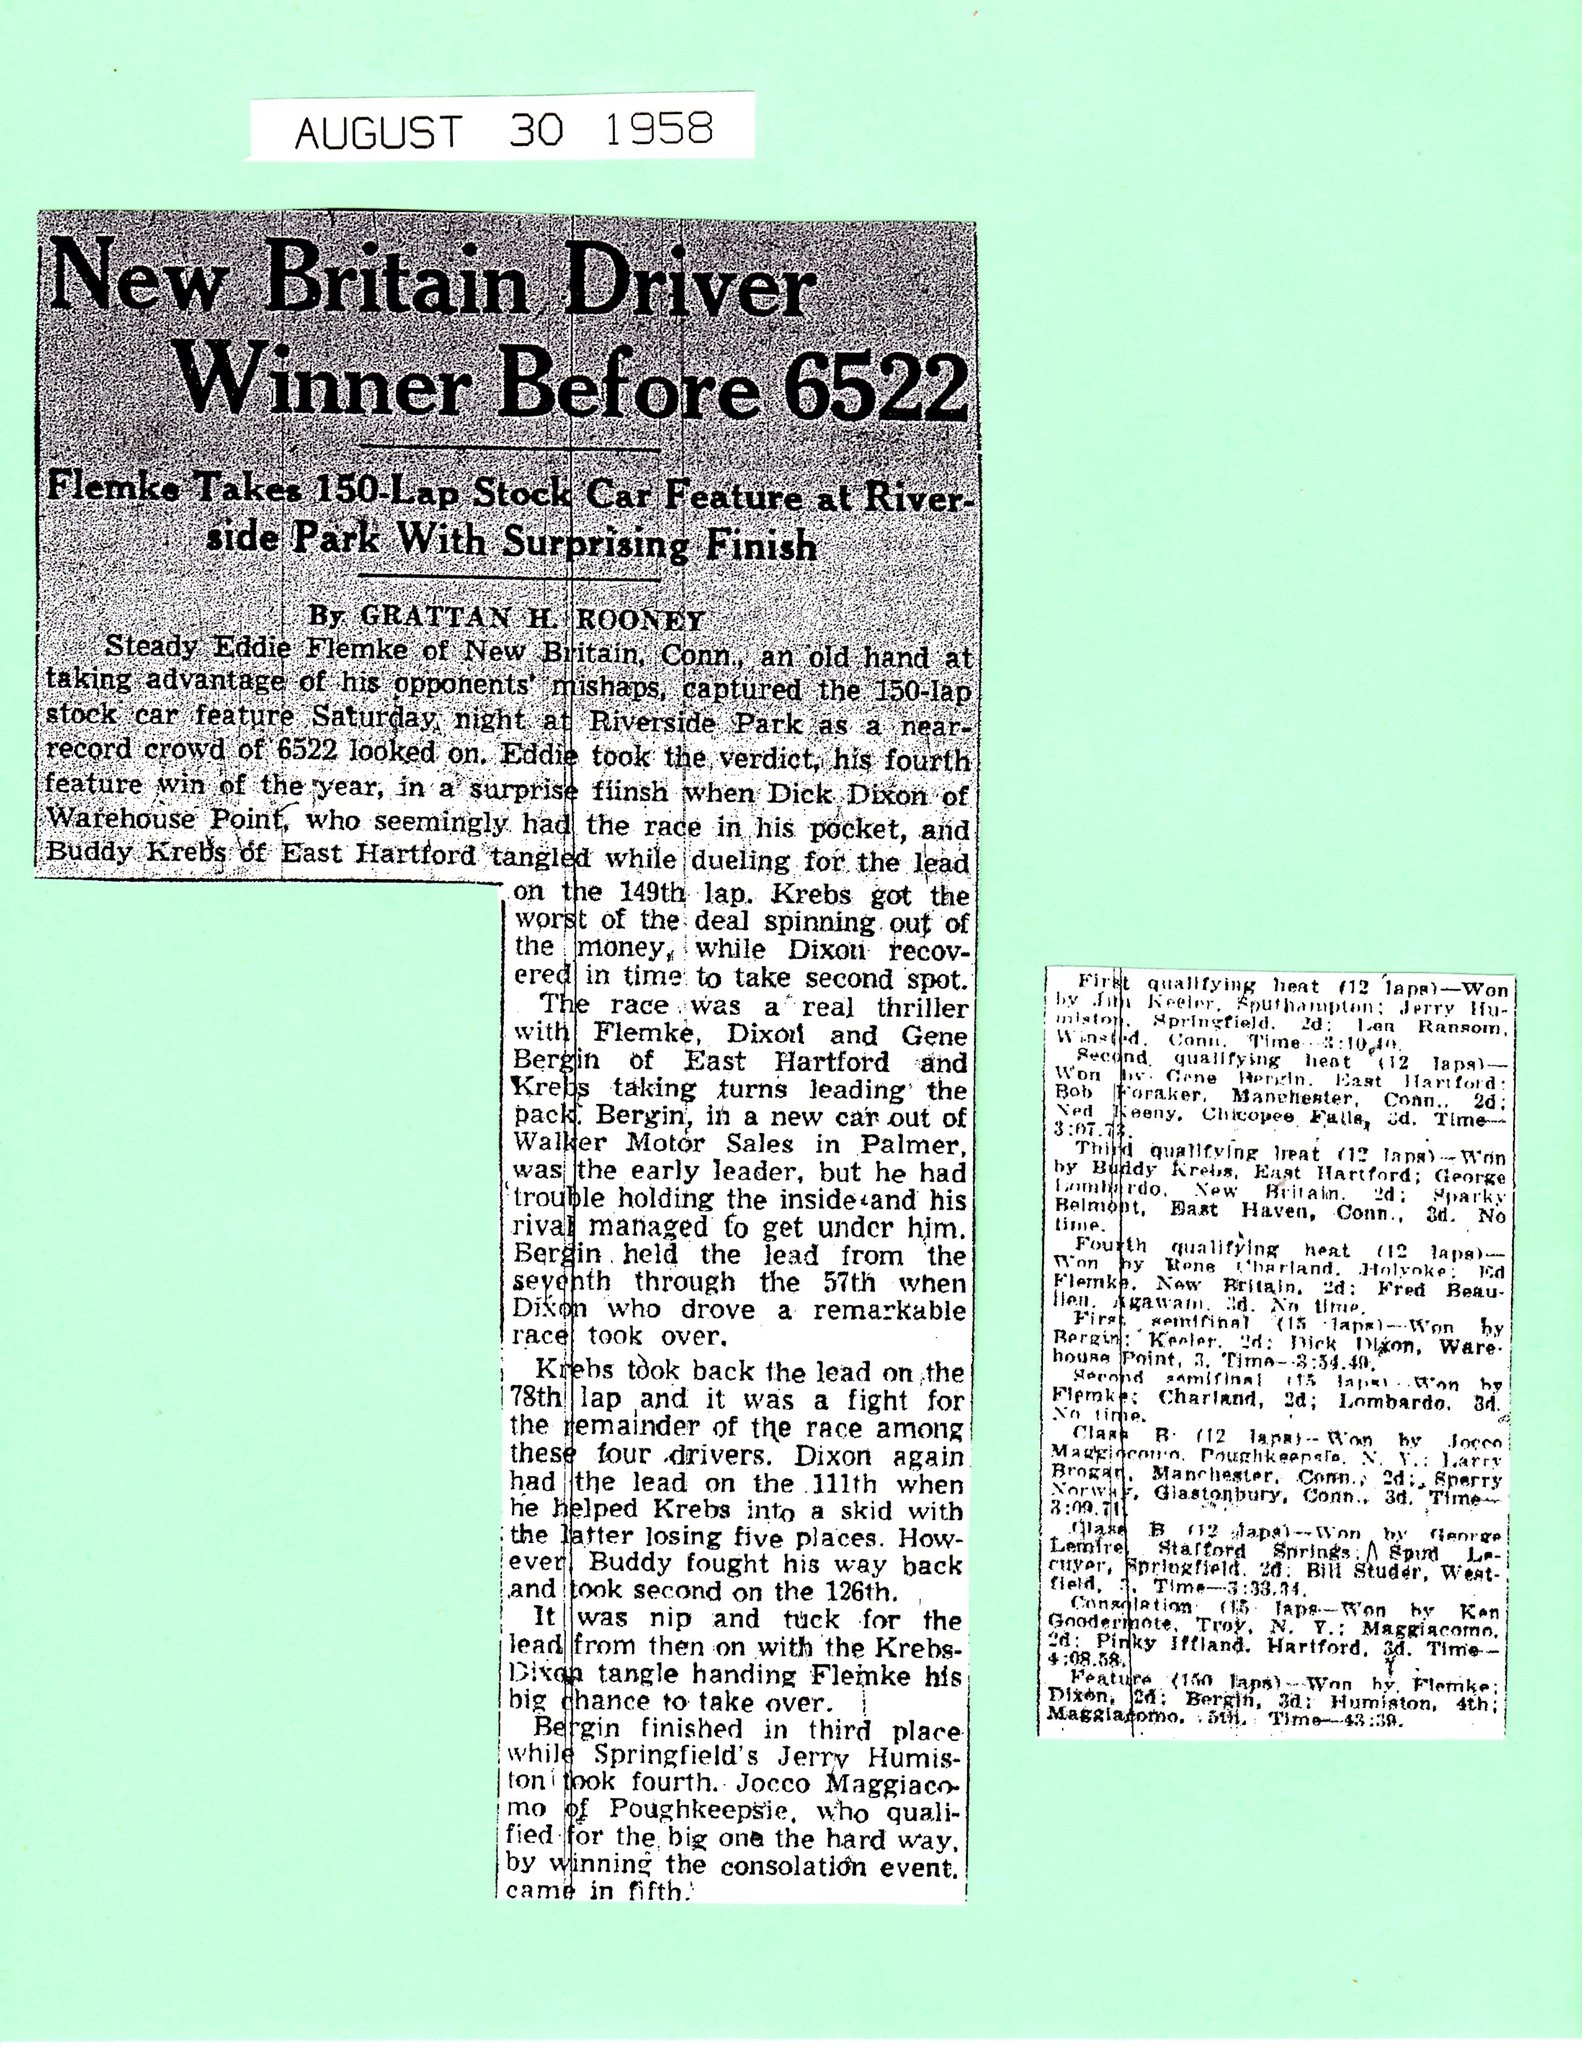 AUGUST 30 1958
New Britain Driver
Winner Before 6522
Flemke Takes 150-Lap Stock Car Feature at River-
side Park With Surprising Finish
By GRATTAN H. ROONEY
Steady Eddie Flemke of New Britain, Conn., an old hand at
taking advantage of his opponents' mishaps, captured the 150-lap
stock car feature Saturday night at Riverside Park as a near-
record crowd of 6522 looked on. Eddie took the verdict, his fourth
feature win of the year, in a surprise fiinsh when Dick Dixon of
Warehouse Point, who seemingly had the race in his pocket, and
Buddy Krebs of East Hartford tangled while dueling for the lead
on the 149th lap. Krebs got the
worst of the deal spinning out of
the money, while Dixon recov-
ered in time to take second spot.
The race was a real thriller
with Flemke, Dixon and Gene
Bergin of East Hartford and
Krebs taking turns leading the
pack. Bergin, in a new car out of
Walker Motor Sales in Palmer,
was the early leader, but he had
trouble holding the inside and his
rival managed to get under him.
Bergin held the lead from the
seventh through the 57th when
Dixon who drove a remarkable
race took over.
Krebs took back the lead on the
78th lap and it was a fight for
the remainder of the race among
these four drivers. Dixon again
had the lead on the 111th when
he helped Krebs into a skid with
the latter losing five places. How-
ever Buddy fought his way back
and took second on the 126th.
It was nip and tuck for the
lead from then on with the Krebs-
Dixon tangle handing Flemke his
big chance to take over.
Bergin finished in third place
while Springfield's Jerry Humis-
ton took fourth. Jocco Maggiaco-
mo of Poughkeepsie, who quali-
fied for the big one the hard way,
by winning the consolation event,
came in fifth.
First qualifying heat (12 laps)—Won
by Jim Keeler, Southampton; Jerry Hu-
miston, Springfield, 2d; Len Ransom,
Winsted, Conn. Time—3:10.40.
Second qualifying heat (12 laps)—
Won by Gene Bergin, East Hartford;
Bob Foraker, Manchester, Conn., 2d;
Ned Keeny, Chicopee Falls, 3d. Time—
3:07.73.
Third qualifying heat (12 laps)—Won
by Buddy Krebs, East Hartford; George
Lombardo, New Britain, 2d; Sparky
Belmont, East Haven, Conn., 3d. No
time.
Fourth qualifying heat (12 laps)—
Won by Rene Charland, Holyoke; Ed
Flemke, New Britain, 2d; Fred Beau-
lieu, Agawam, 3d. No time.
First semifinal (15 laps)—Won by
Bergin; Keeler, 2d; Dick Dixon, Ware-
house Point, 3. Time—3:54.40.
Second semifinal (15 laps)—Won by
Flemke; Charland, 2d; Lombardo, 3d.
No time.
Class B (12 laps)—Won by Jocco
Maggiocomo, Poughkeepsie, N. Y.; Larry
Brogan, Manchester, Conn., 2d; Sperry
Norway, Glastonbury, Conn., 3d. Time—
3:09.71.
Class B (12 laps)—Won by George
Lemire, Stafford Springs; Spud Le-
cuyer, Springfield, 2d; Bill Studer, West-
field, Time—3:33.34.
Consolation (15 laps—Won by Ken
Goodermote, Troy, N. Y.; Maggiacomo,
2d; Pinky Iffland, Hartford, 3d. Time—
4:08.58.
Feature (150 laps)—Won by Flemke;
Dixon, 2d; Bergin, 3d; Humiston, 4th;
Maggiacomo, 5th. Time—43:39.